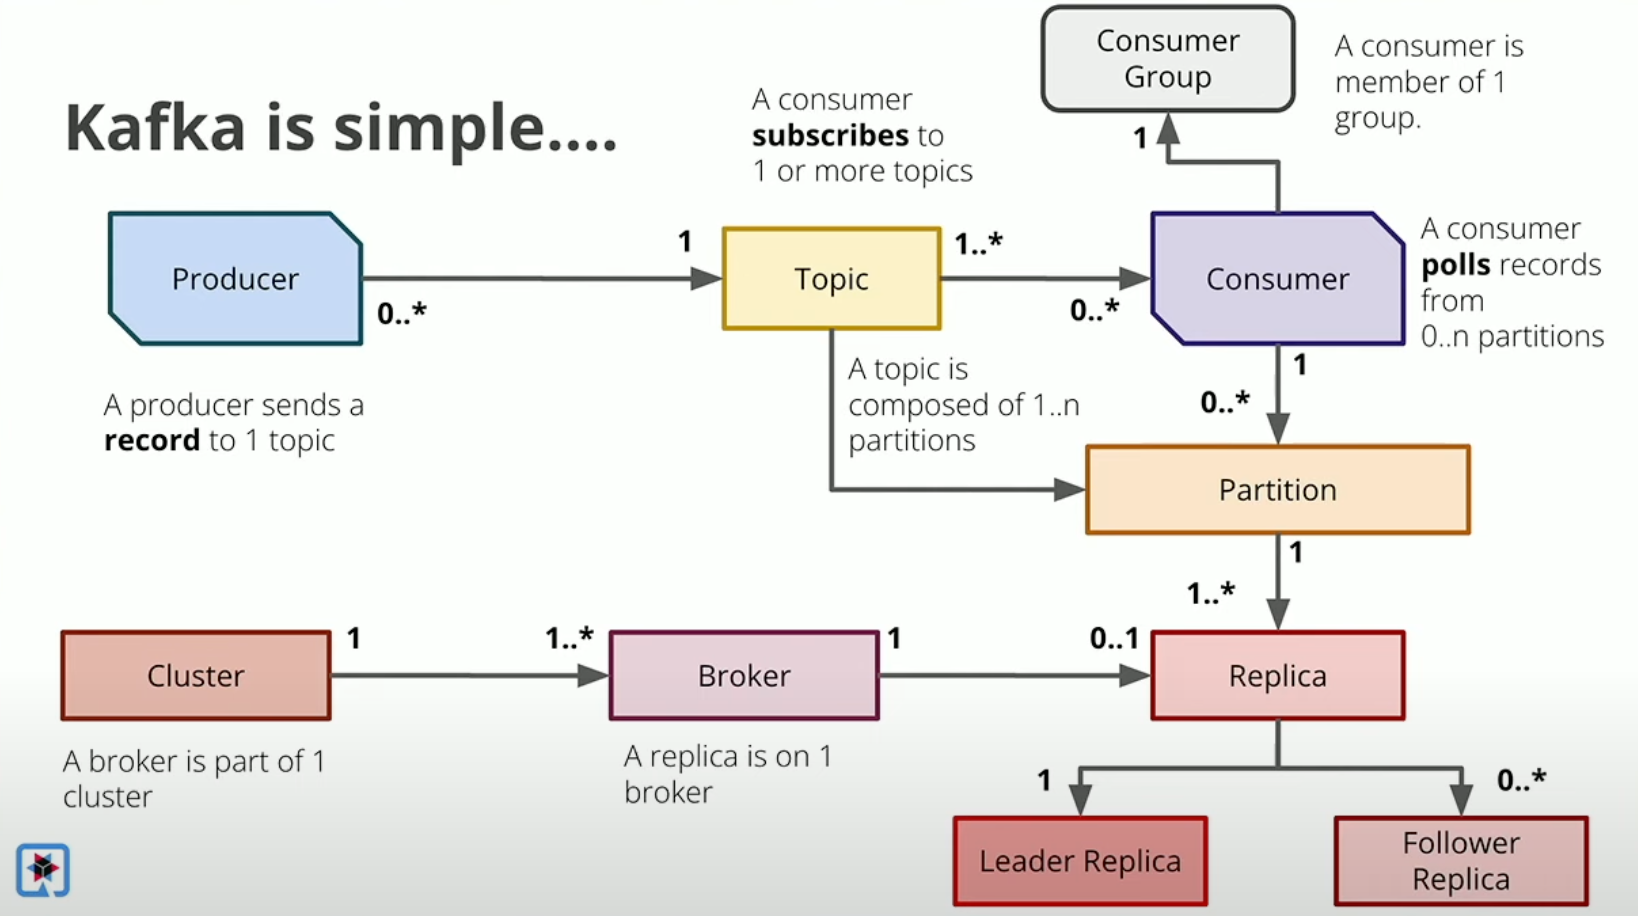 Kafka is simple....
Consumer
Group
A consumer is
member of 1
group.
1
A consumer
subscribes to
1 or more topics
Producer
0..*
1
Topic
1..*
0..*
Consumer
A consumer
polls records
from
0..n partitions
A producer sends a
record to 1 topic
A topic is
composed of 1..n
partitions
1
0..*
Partition
1
1..*
Cluster
1
1..*
Broker
1
0..1
Replica
A broker is part of 1
cluster
A replica is on 1
broker
1
0..*
Leader Replica
Follower
Replica